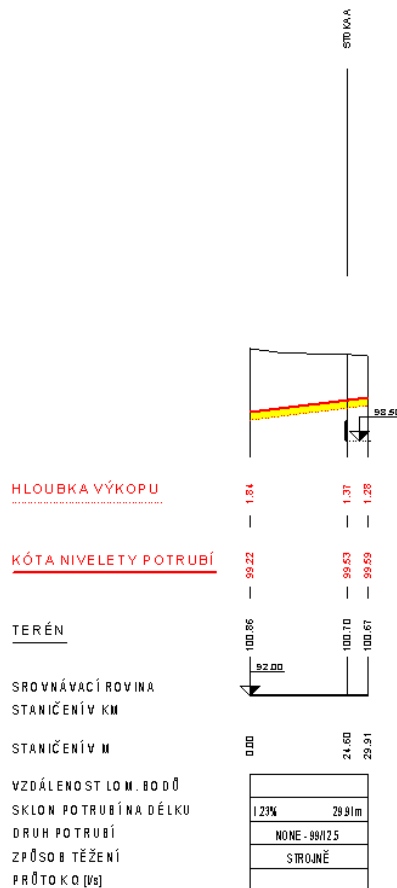 STOKA A
98.50
HLOUBKA VÝKOPU 1.84 1.37 1.28
KÓTA NIVELETY POTRUBÍ 99.22 99.53 99.59
TERÉN 100.86 100.70 100.67
92.00
SROVNÁVACÍ ROVINA
STANIČENÍ V KM
STANIČENÍ V M 0.00 24.60 29.91
VZDÁLENOST LOM. BODŮ
SKLON POTRUBÍ NA DÉLKU 1.23% 29.91m
DRUH POTRUBÍ NONE - 99/12.5
ZPŮSOB TĚŽENÍ STROJNĚ
PRŮTOK Q [l/s]